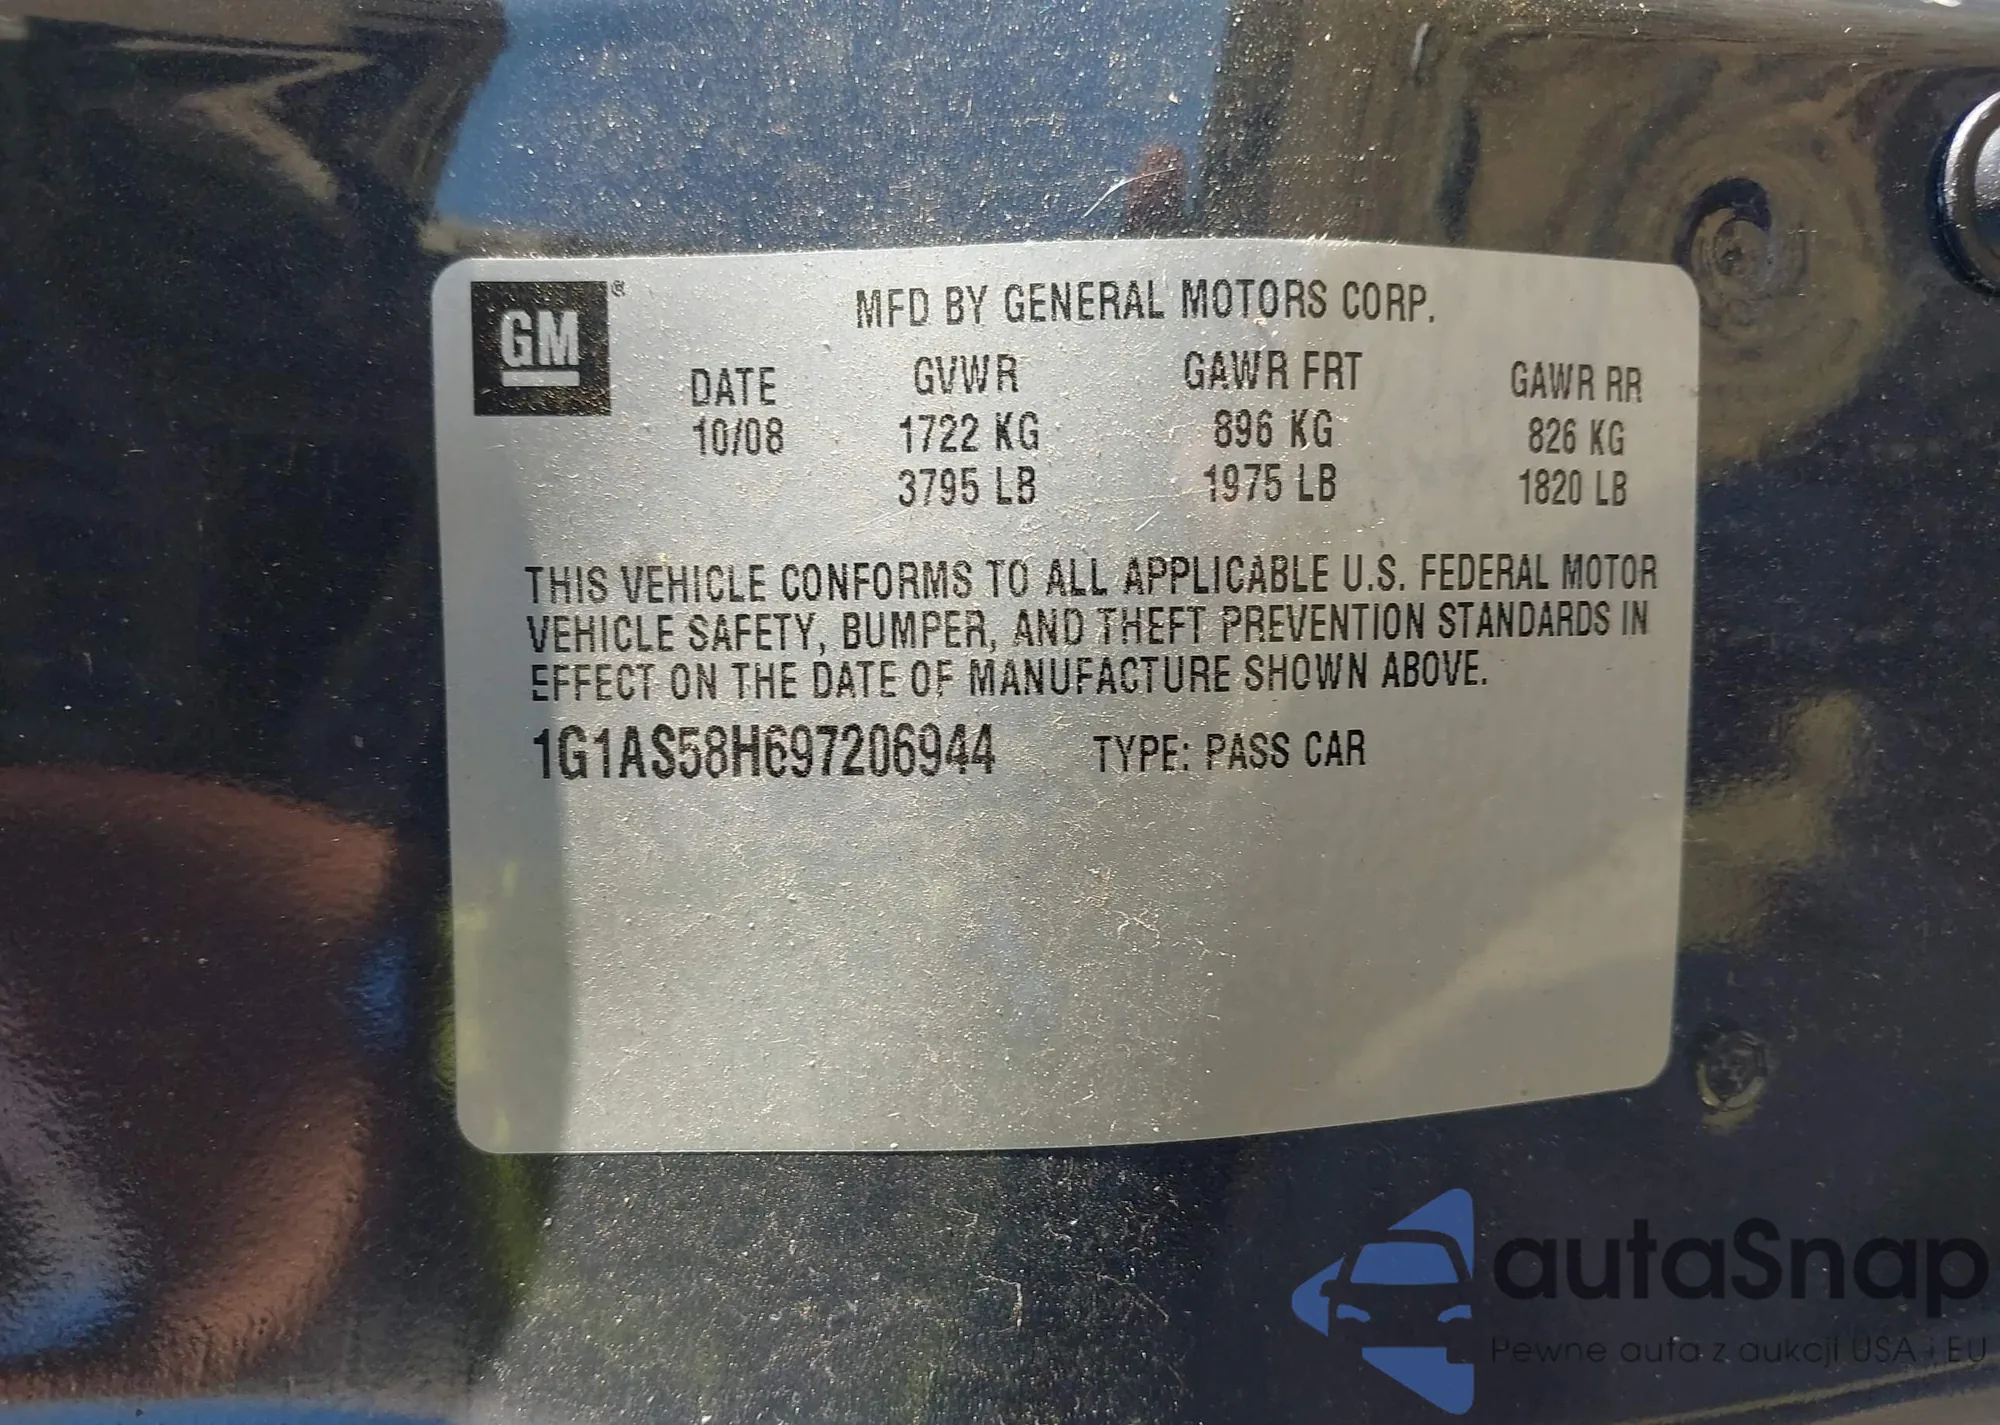 GM®
MFD BY GENERAL MOTORS CORP.
DATE GVWR GAWR FRT GAWR RR
10/08 1722 KG 896 KG 826 KG
3795 LB 1975 LB 1820 LB
THIS VEHICLE CONFORMS TO ALL APPLICABLE U.S. FEDERAL MOTOR
VEHICLE SAFETY, BUMPER, AND THEFT PREVENTION STANDARDS IN
EFFECT ON THE DATE OF MANUFACTURE SHOWN ABOVE.
1G1AS58H697206944 TYPE: PASS CAR
autaSnap
Pewne auta z aukcji USA i EU